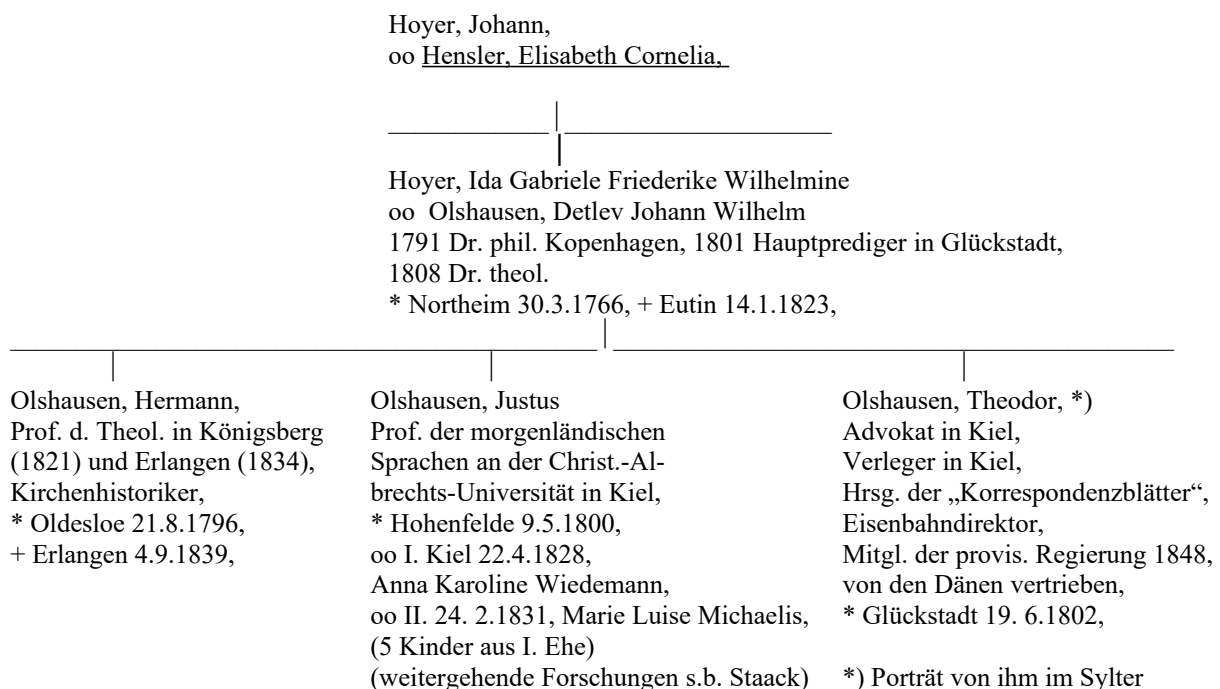 Hoyer, Johann,
oo Hensler, Elisabeth Cornelia,
Hoyer, Ida Gabriele Friederike Wilhelmine
oo Olshausen, Detlev Johann Wilhelm
1791 Dr. phil. Kopenhagen, 1801 Hauptprediger in Glückstadt,
1808 Dr. theol.
* Northeim 30.3.1766, + Eutin 14.1.1823,
Olshausen, Hermann,
Prof. d. Theol. in Königsberg
(1821) und Erlangen (1834),
Kirchenhistoriker,
* Oldesloe 21.8.1796,
+ Erlangen 4.9.1839,
Olshausen, Justus
Prof. der morgenländischen
Sprachen an der Christ.-Al-
brechts-Universität in Kiel,
* Hohenfelde 9.5.1800,
oo I. Kiel 22.4.1828,
Anna Karoline Wiedemann,
oo II. 24. 2.1831, Marie Luise Michaelis,
(5 Kinder aus I. Ehe)
(weitergehende Forschungen s.b. Staack)
Olshausen, Theodor, *)
Advokat in Kiel,
Verleger in Kiel,
Hrsg. der „Korrespondenzblätter“,
Eisenbahndirektor,
Mitgl. der provis. Regierung 1848,
von den Dänen vertrieben,
* Glückstadt 19. 6.1802,
*) Porträt von ihm im Sylter